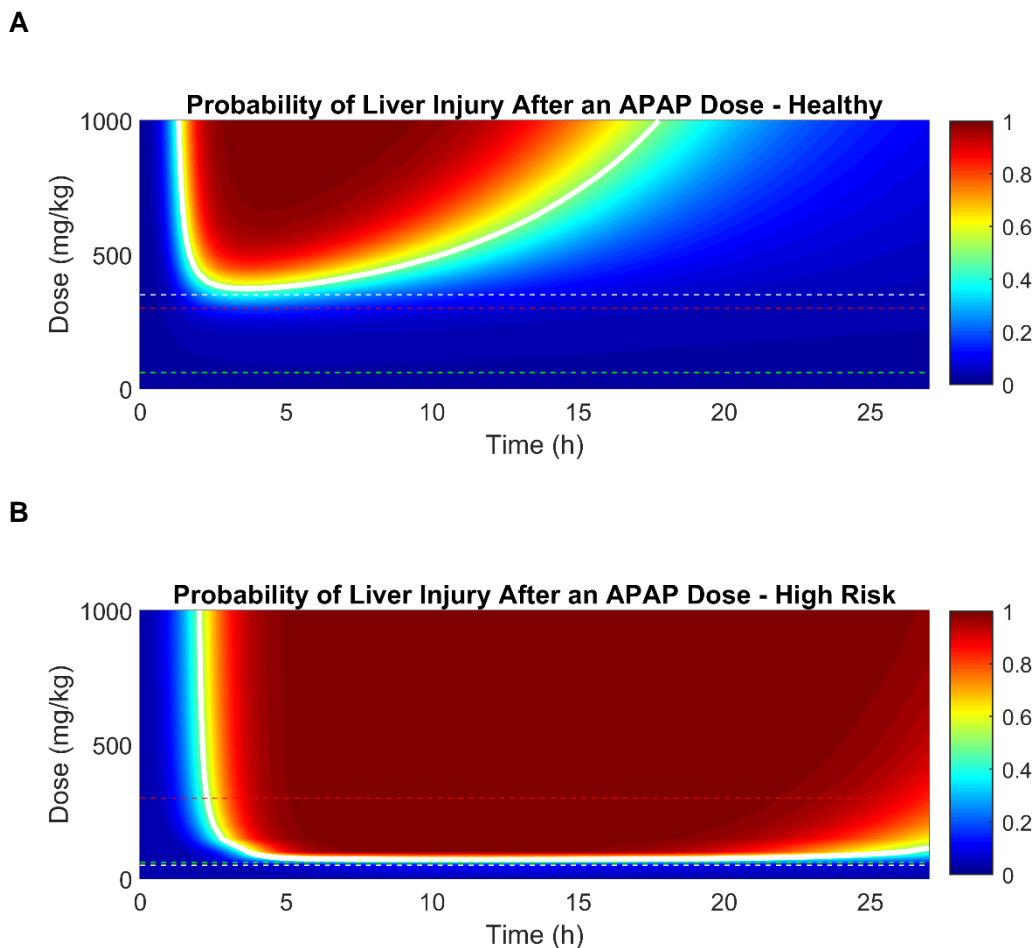 A
Probability of Liver Injury After an APAP Dose - Healthy
1000
500
0
Dose (mg/kg)
0 5 10 15 20 25
Time (h)
1
0.8
0.6
0.4
0.2
0
B
Probability of Liver Injury After an APAP Dose - High Risk
1000
500
0
Dose (mg/kg)
0 5 10 15 20 25
Time (h)
1
0.8
0.6
0.4
0.2
0